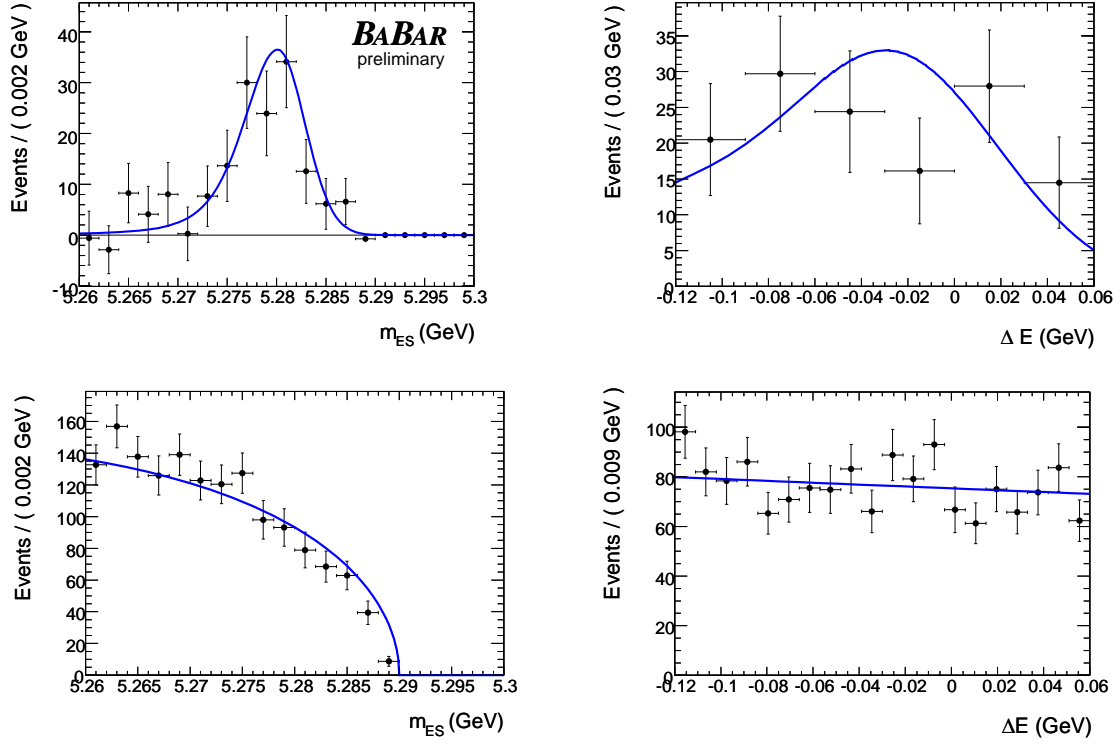 BABAR
preliminary
Events / ( 0.002 GeV )
40
30
20
10
0
-10
5.26 5.265 5.27 5.275 5.28 5.285 5.29 5.295 5.3
m_ES (GeV)
Events / ( 0.03 GeV )
35
30
25
20
15
10
5
0
-0.12 -0.1 -0.08 -0.06 -0.04 -0.02 0 0.02 0.04 0.06
Δ E (GeV)
Events / ( 0.002 GeV )
160
140
120
100
80
60
40
20
0
5.26 5.265 5.27 5.275 5.28 5.285 5.29 5.295 5.3
m_ES (GeV)
Events / ( 0.009 GeV )
100
80
60
40
20
0
-0.12 -0.1 -0.08 -0.06 -0.04 -0.02 0 0.02 0.04 0.06
ΔE (GeV)